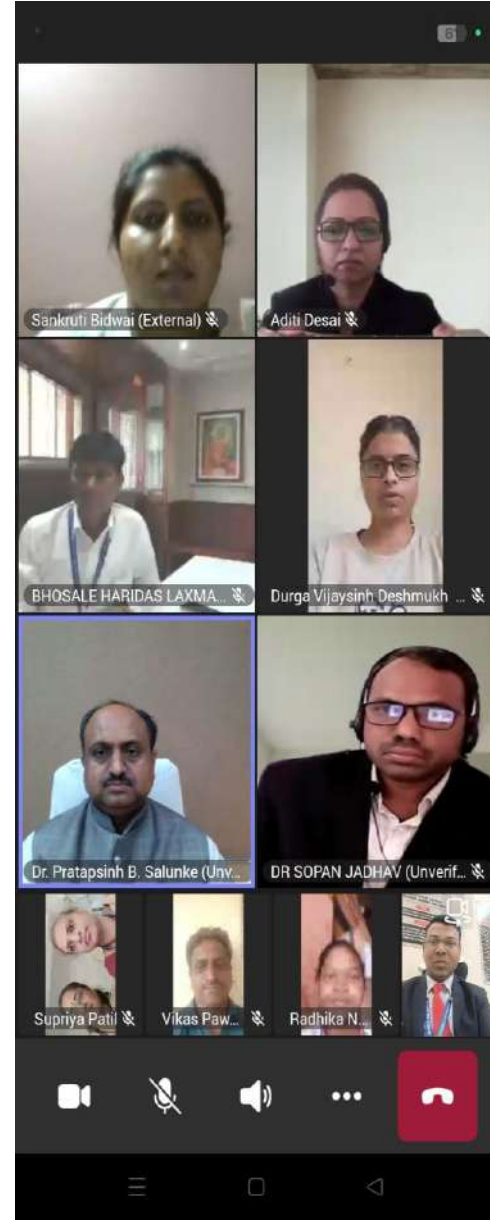 61
Sankruti Bidwai (External)
Aditi Desai
BHOSALE HARIDAS LAXMA...
Durga Vijaysinh Deshmukh ...
Dr. Pratapsinh B. Salunke (Unv...
DR SOPAN JADHAV (Unverif...
Supriya Patil
Vikas Paw...
Radhika N...